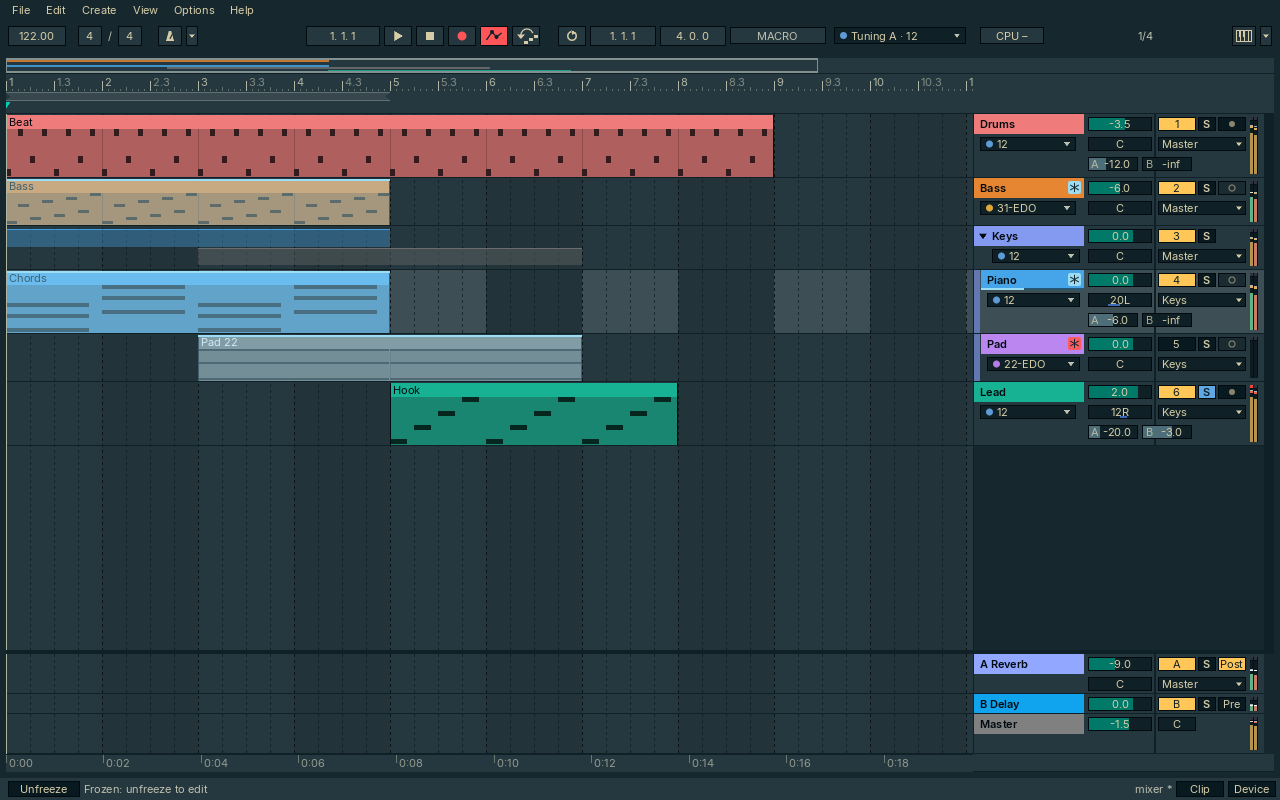 File Edit Create View Options Help
122.00 4 / 4 1. 1. 1 1. 1. 1 4. 0. 0 MACRO Tuning A · 12 CPU – 1/4
1 1.3 2 2.3 3 3.3 4 4.3 5 5.3 6 6.3 7 7.3 8 8.3 9 9.3 10 10.3 1
Beat
Drums -3.5 1 S
12 C Master
A -12.0 B -inf
Bass
Bass -6.0 2 S
31-EDO C Master
Keys 0.0 3 S
12 C Master
Chords
Piano 0.0 4 S
12 20L Keys
A -6.0 B -inf
Pad 22
Pad 0.0 5 S
22-EDO C Keys
Hook
Lead 2.0 6 S
12 12R Keys
A -20.0 B -3.0
A Reverb -9.0 A S Post
C Master
B Delay 0.0 B S Pre
Master -1.5 C
0:00 0:02 0:04 0:06 0:08 0:10 0:12 0:14 0:16 0:18
Unfreeze Frozen: unfreeze to edit mixer * Clip Device